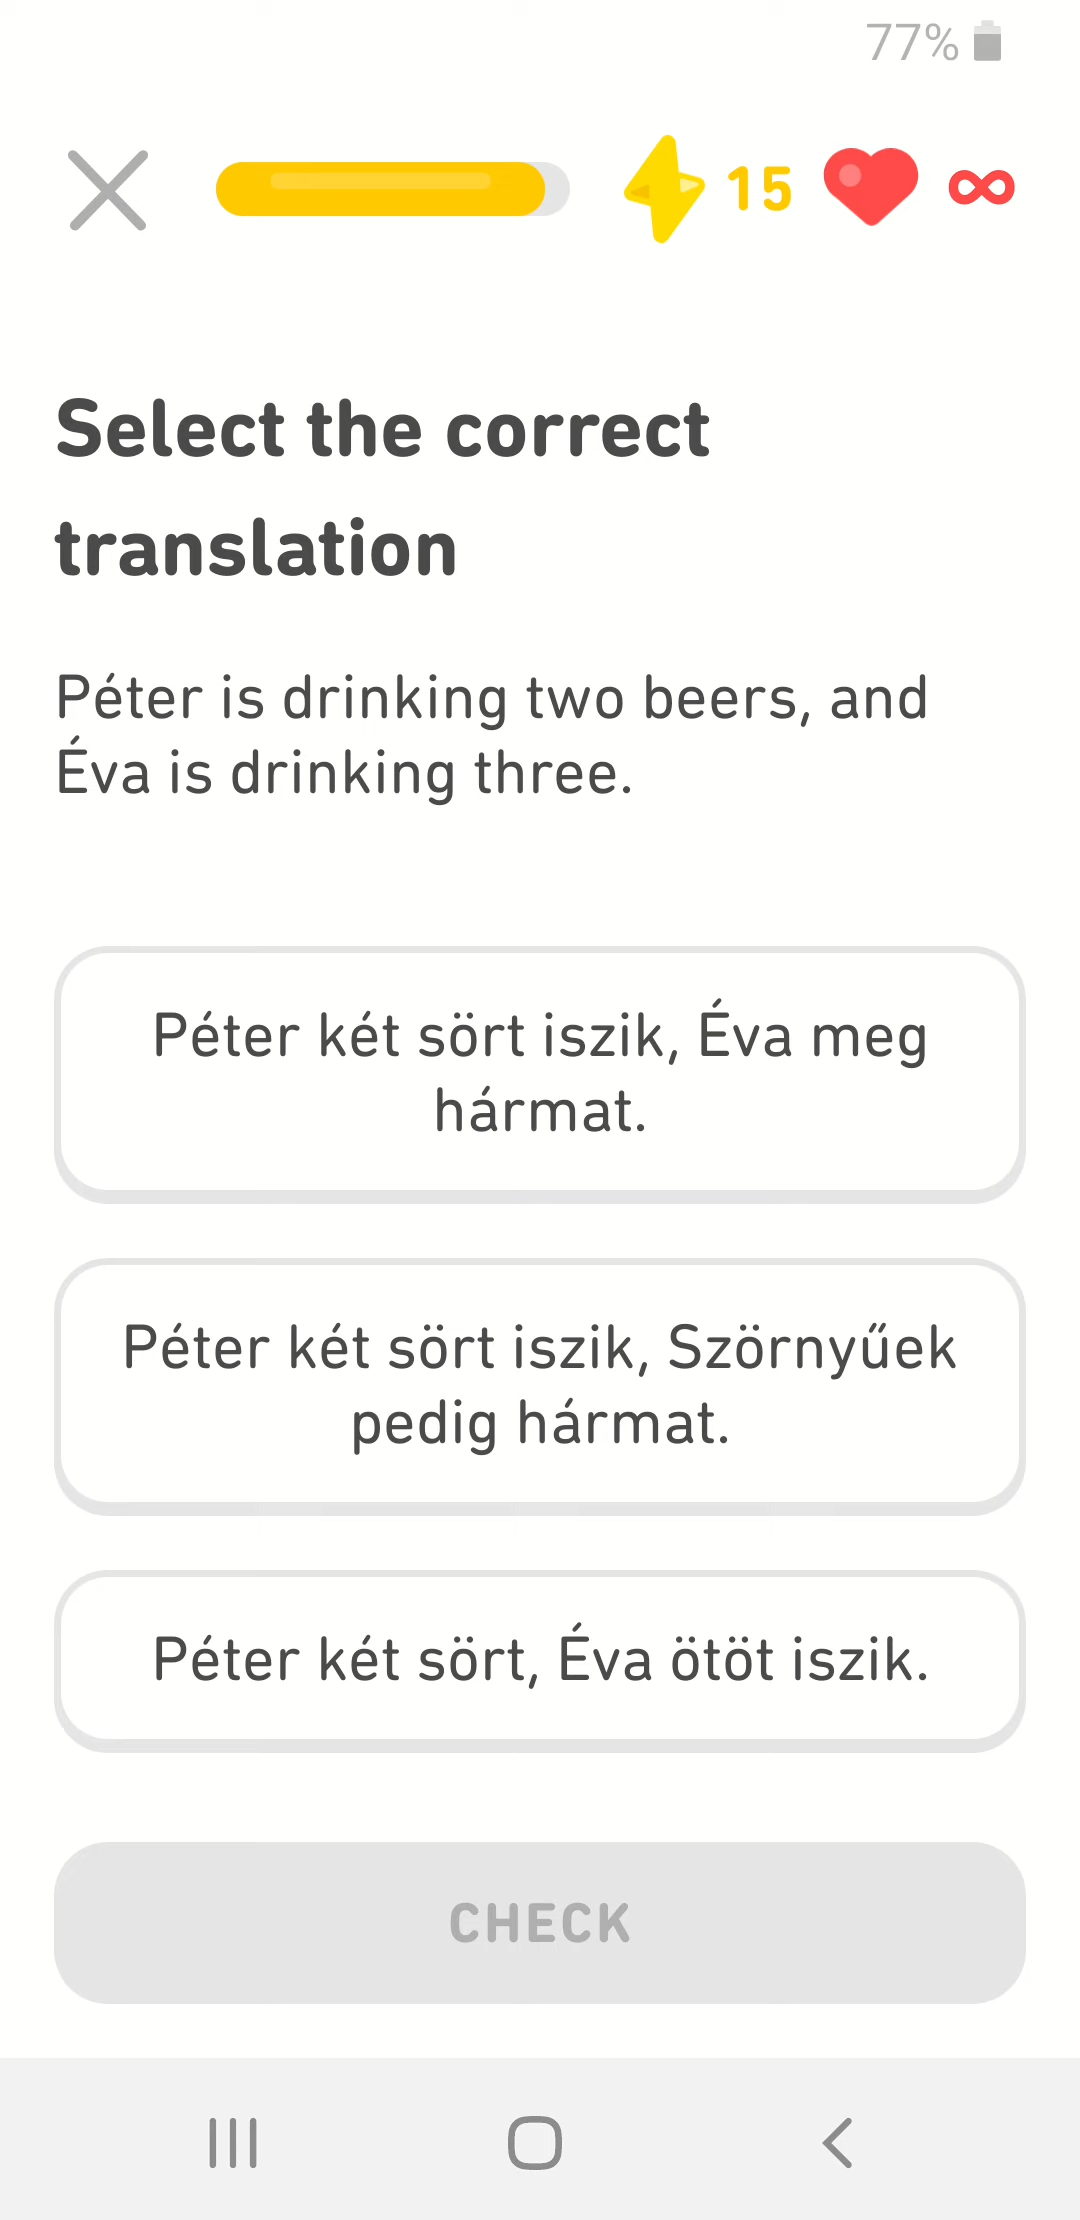 77%
15
Select the correct
translation
Péter is drinking two beers, and
Éva is drinking three.
Péter két sört iszik, Éva meg
hármat.
Péter két sört iszik, Szörnyűek
pedig hármat.
Péter két sört, Éva ötöt iszik.
CHECK